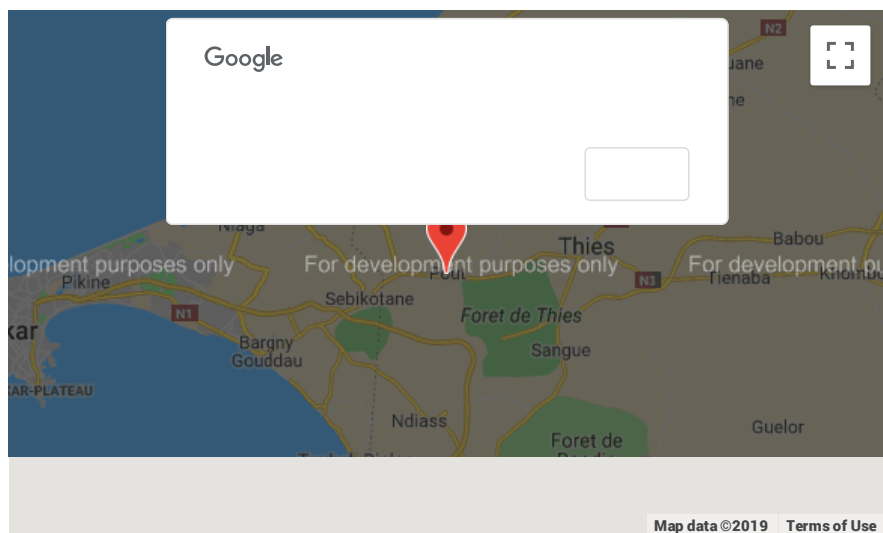 N2
Google
uane
ne
Niaga
Thies
Babou
lopment purposes only
For development purposes only
For development pu
Pikine
Pout
N3
Tienaba
Khombo
Sebikotane
N1
Foret de Thies
kar
Bargny
Gouddau
Sangue
AR-PLATEAU
Ndiass
Guelor
Foret de
Map data ©2019
Terms of Use